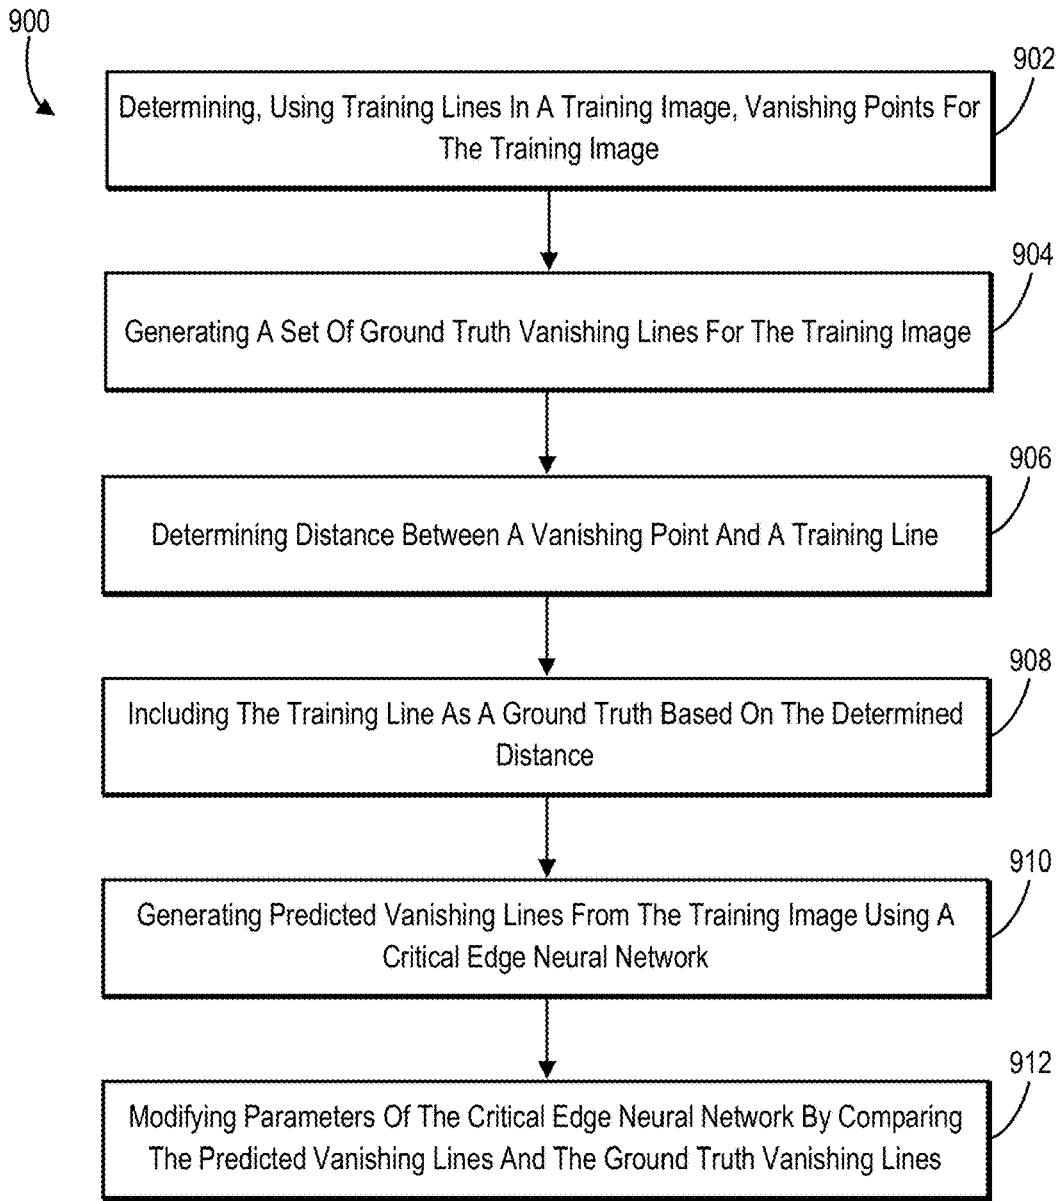 900
902
Determining, Using Training Lines In A Training Image, Vanishing Points For
The Training Image
904
Generating A Set Of Ground Truth Vanishing Lines For The Training Image
906
Determining Distance Between A Vanishing Point And A Training Line
908
Including The Training Line As A Ground Truth Based On The Determined
Distance
910
Generating Predicted Vanishing Lines From The Training Image Using A
Critical Edge Neural Network
912
Modifying Parameters Of The Critical Edge Neural Network By Comparing
The Predicted Vanishing Lines And The Ground Truth Vanishing Lines